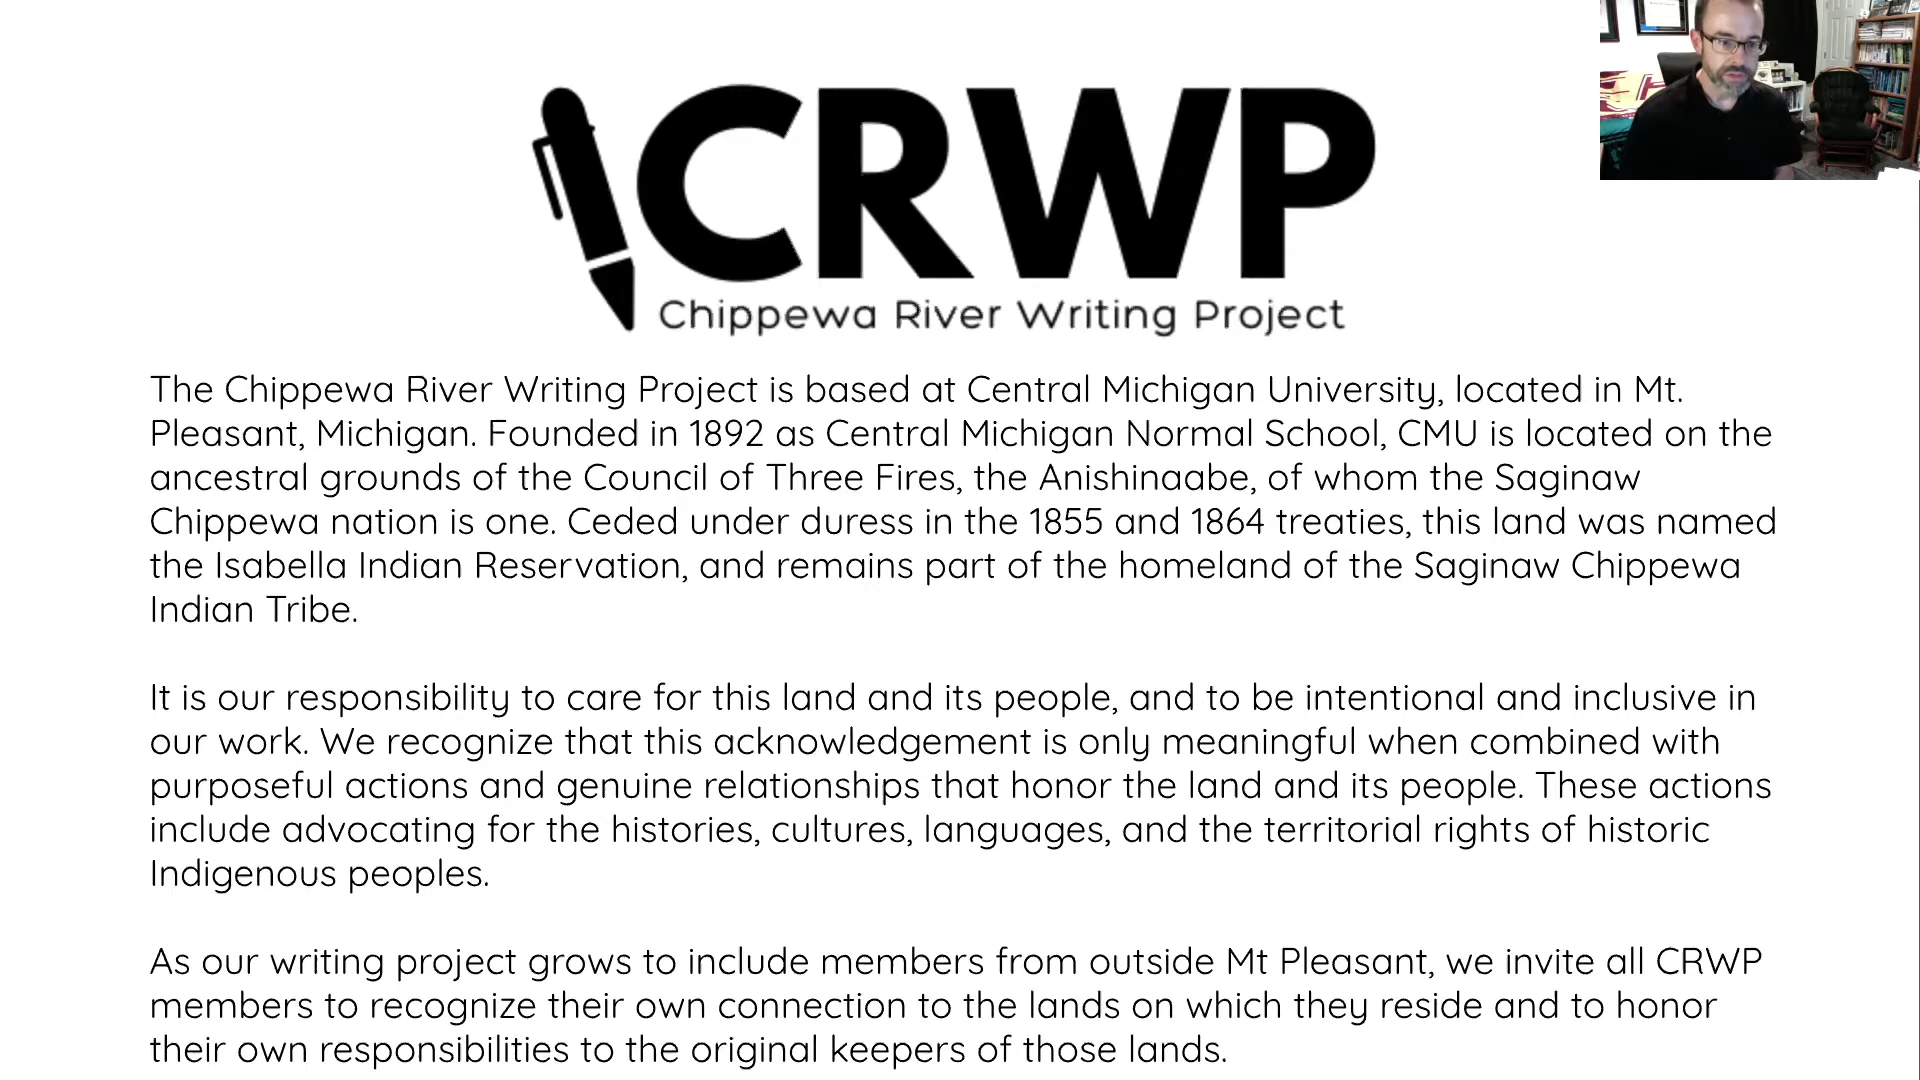 CRWP
Chippewa River Writing Project
The Chippewa River Writing Project is based at Central Michigan University, located in Mt.
Pleasant, Michigan. Founded in 1892 as Central Michigan Normal School, CMU is located on the
ancestral grounds of the Council of Three Fires, the Anishinaabe, of whom the Saginaw
Chippewa nation is one. Ceded under duress in the 1855 and 1864 treaties, this land was named
the Isabella Indian Reservation, and remains part of the homeland of the Saginaw Chippewa
Indian Tribe.
It is our responsibility to care for this land and its people, and to be intentional and inclusive in
our work. We recognize that this acknowledgement is only meaningful when combined with
purposeful actions and genuine relationships that honor the land and its people. These actions
include advocating for the histories, cultures, languages, and the territorial rights of historic
Indigenous peoples.
As our writing project grows to include members from outside Mt Pleasant, we invite all CRWP
members to recognize their own connection to the lands on which they reside and to honor
their own responsibilities to the original keepers of those lands.